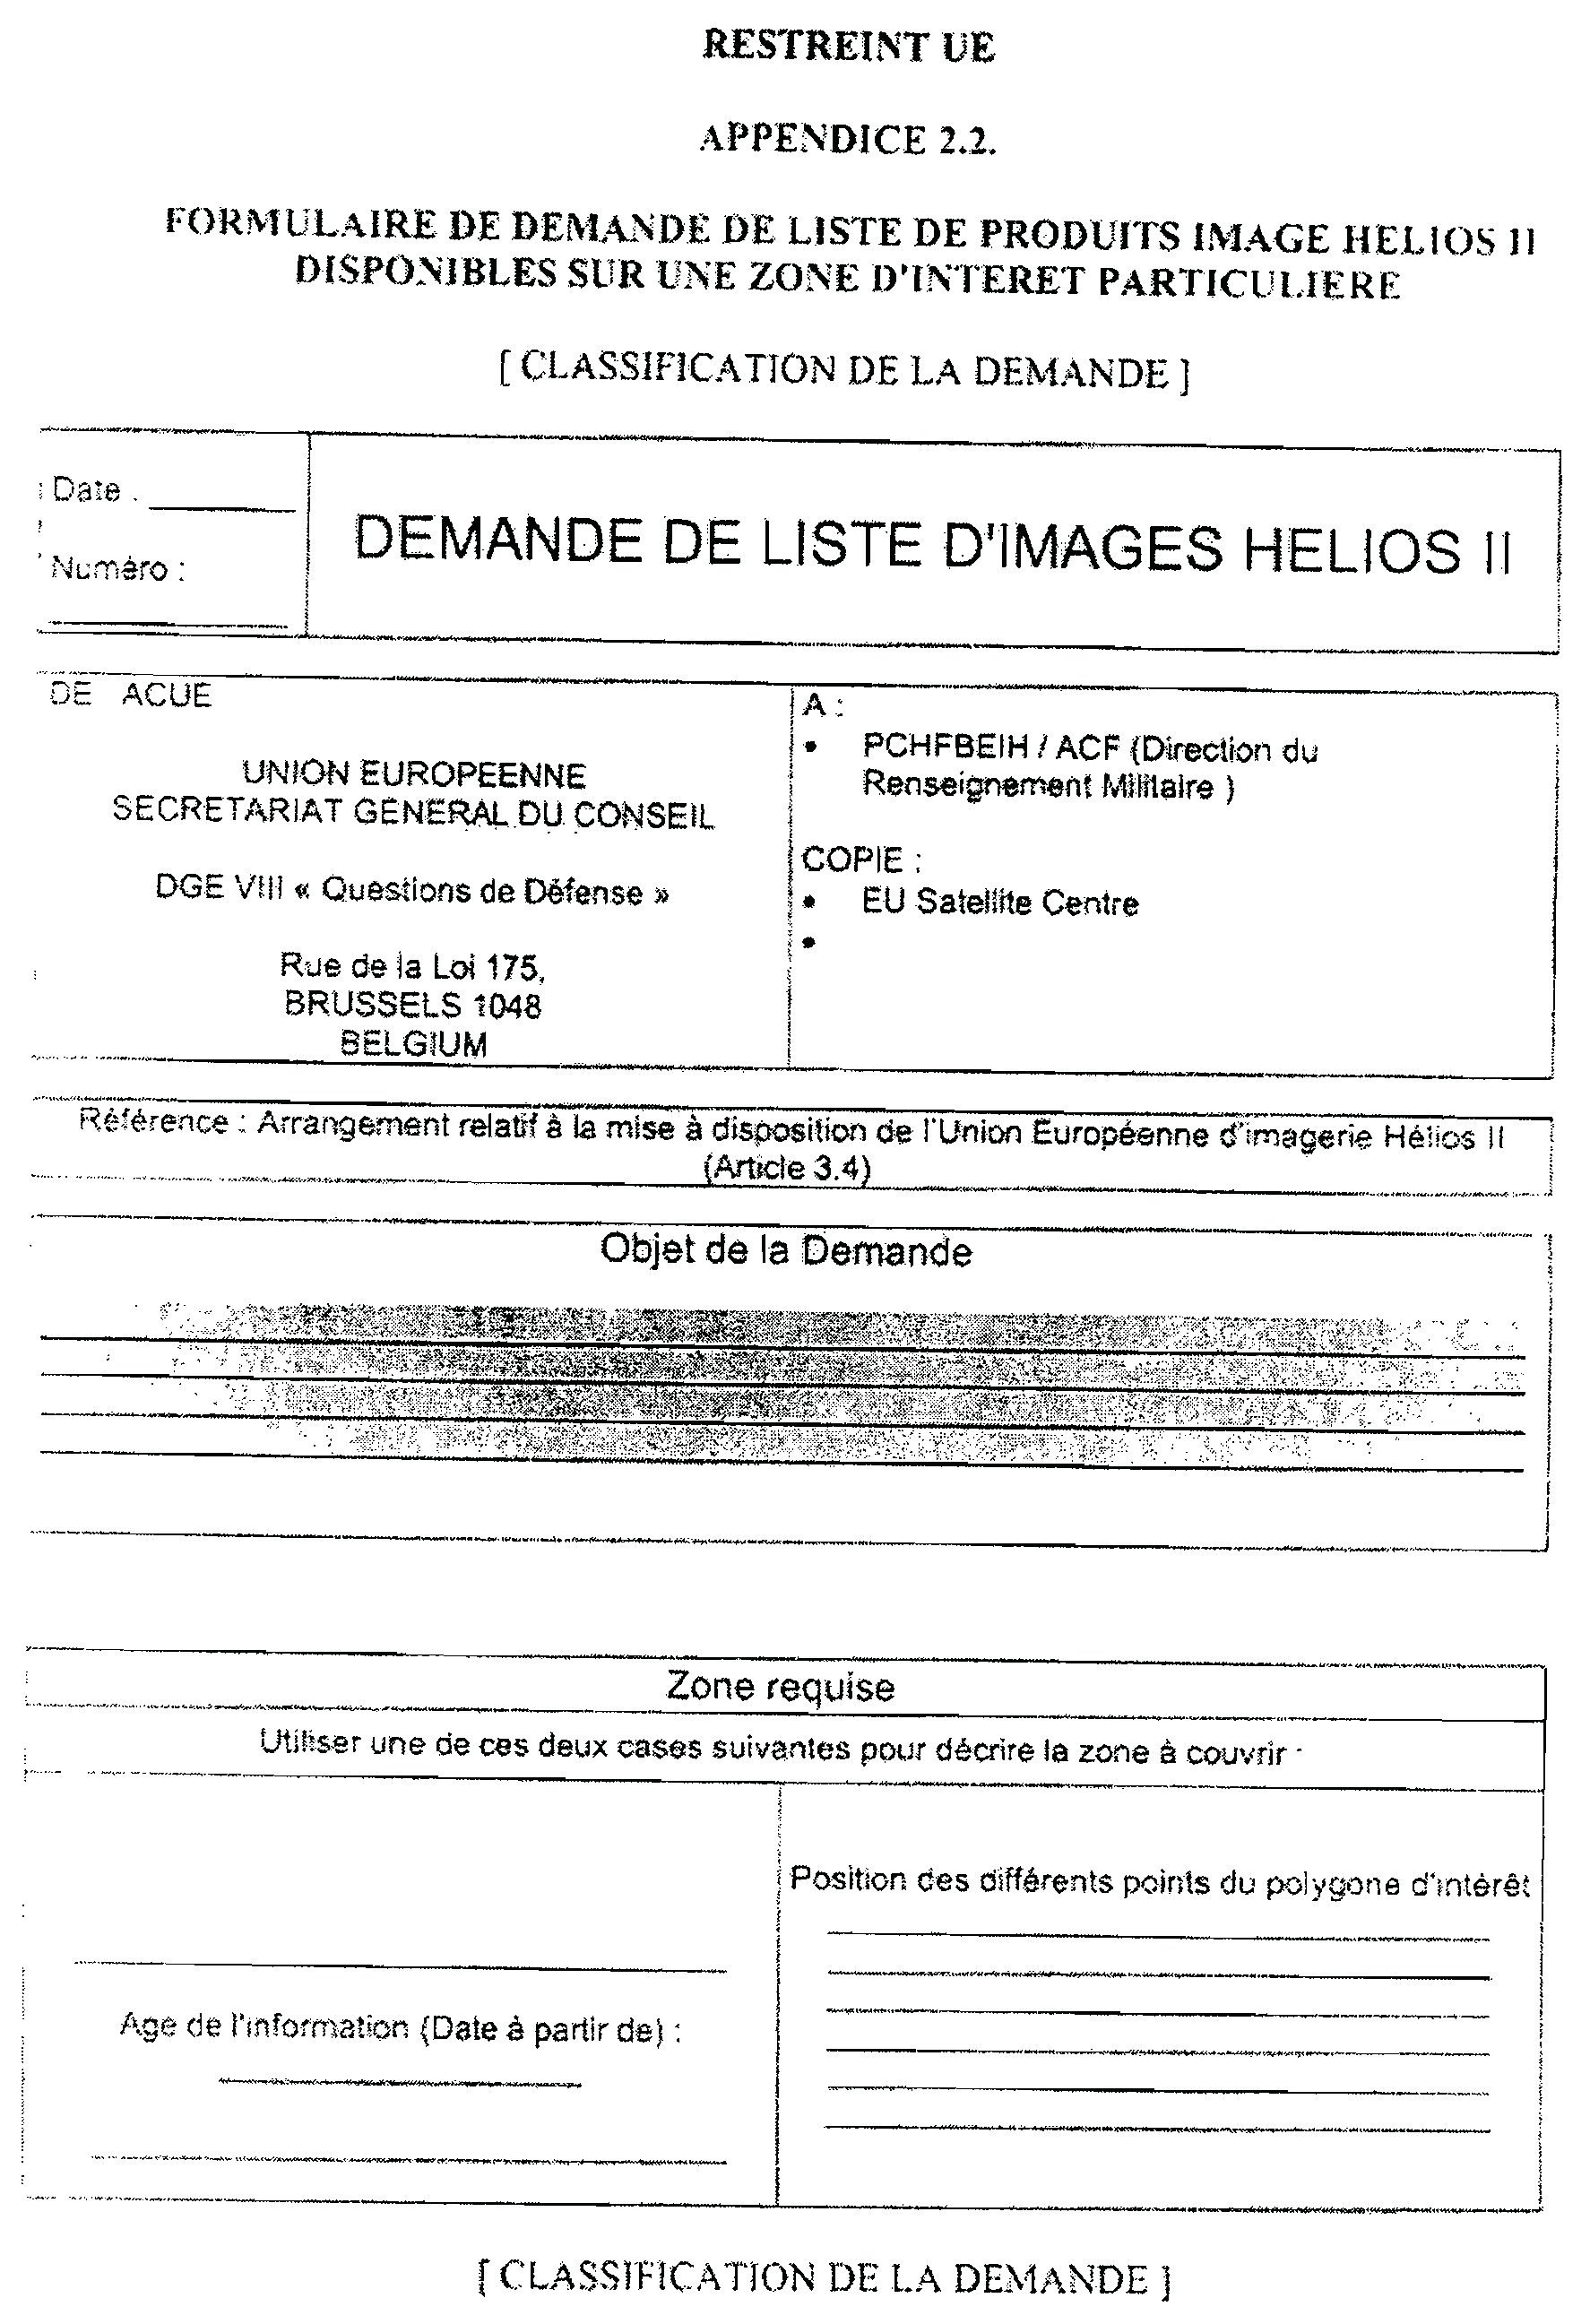 RESTREINT UE
APPENDICE 2.2.
FORMULAIRE DE DEMANDE DE LISTE DE PRODUITS IMAGE HELIOS II
DISPONIBLES SUR UNE ZONE D'INTERET PARTICULIERE
[ CLASSIFICATION DE LA DEMANDE ]
Date :
Numéro :
DEMANDE DE LISTE D'IMAGES HELIOS II
DE ACUE
UNION EUROPEENNE
SECRETARIAT GENERAL DU CONSEIL
DGE VIII « Questions de Défense »
Rue de la Loi 175,
BRUSSELS 1048
BELGIUM
A :
• PCHFBEIH / ACF (Direction du
Renseignement Militaire )
COPIE :
• EU Satellite Centre
•
Référence : Arrangement relatif à la mise à disposition de l'Union Européenne d'imagerie Hélios II
(Article 3.4)
Objet de la Demande
Zone requise
Utiliser une de ces deux cases suivantes pour décrire la zone à couvrir :
Age de l'information (Date à partir de) :
Position des différents points du polygone d'intérêt
[ CLASSIFICATION DE LA DEMANDE ]